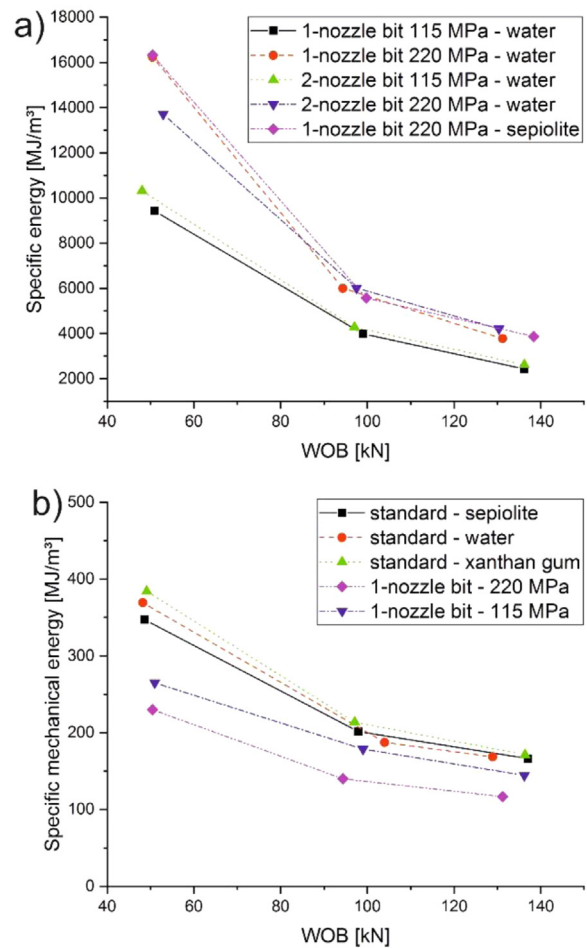 a)
18000
16000
14000
12000
10000
8000
6000
4000
2000
Specific energy [MJ/m³]
1-nozzle bit 115 MPa - water
1-nozzle bit 220 MPa - water
2-nozzle bit 115 MPa - water
2-nozzle bit 220 MPa - water
1-nozzle bit 220 MPa - sepiolite
40 60 80 100 120 140
WOB [kN]
b)
500
400
300
200
100
0
Specific mechanical energy [MJ/m³]
standard - sepiolite
standard - water
standard - xanthan gum
1-nozzle bit - 220 MPa
1-nozzle bit - 115 MPa
40 60 80 100 120 140
WOB [kN]